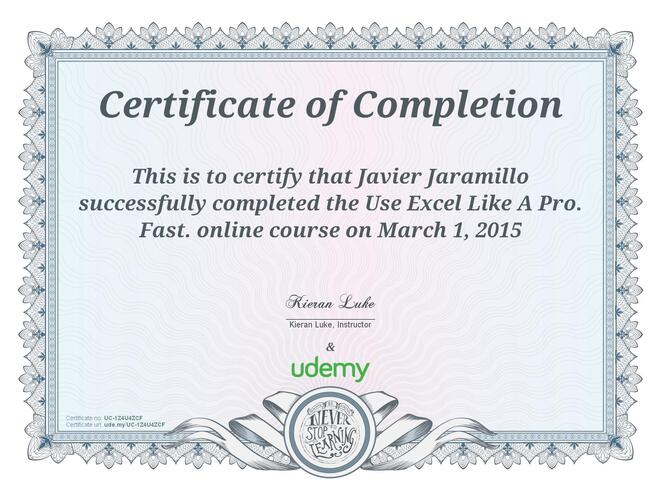 Certificate of Completion
This is to certify that Javier Jaramillo
successfully completed the Use Excel Like A Pro.
Fast. online course on March 1, 2015
Kieran Luke
Kieran Luke, Instructor
&
udemy
Certificate no: UC-1Z4U4ZCF
Certificate url: ude.my/UC-1Z4U4ZCF
NEVER
STOP
LEARNING